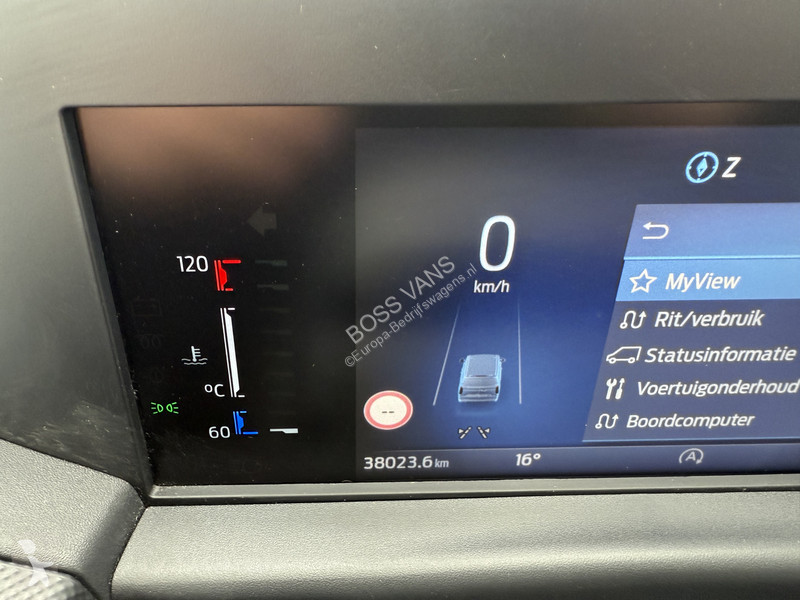 Z
0
km/h
120
°C
60
MyView
Rit/verbruik
Statusinformatie
Voertuigonderhoud
Boordcomputer
--
38023.6 km
16°
A
BOSS VANS
©Europa-Bedrijfswagens.nl